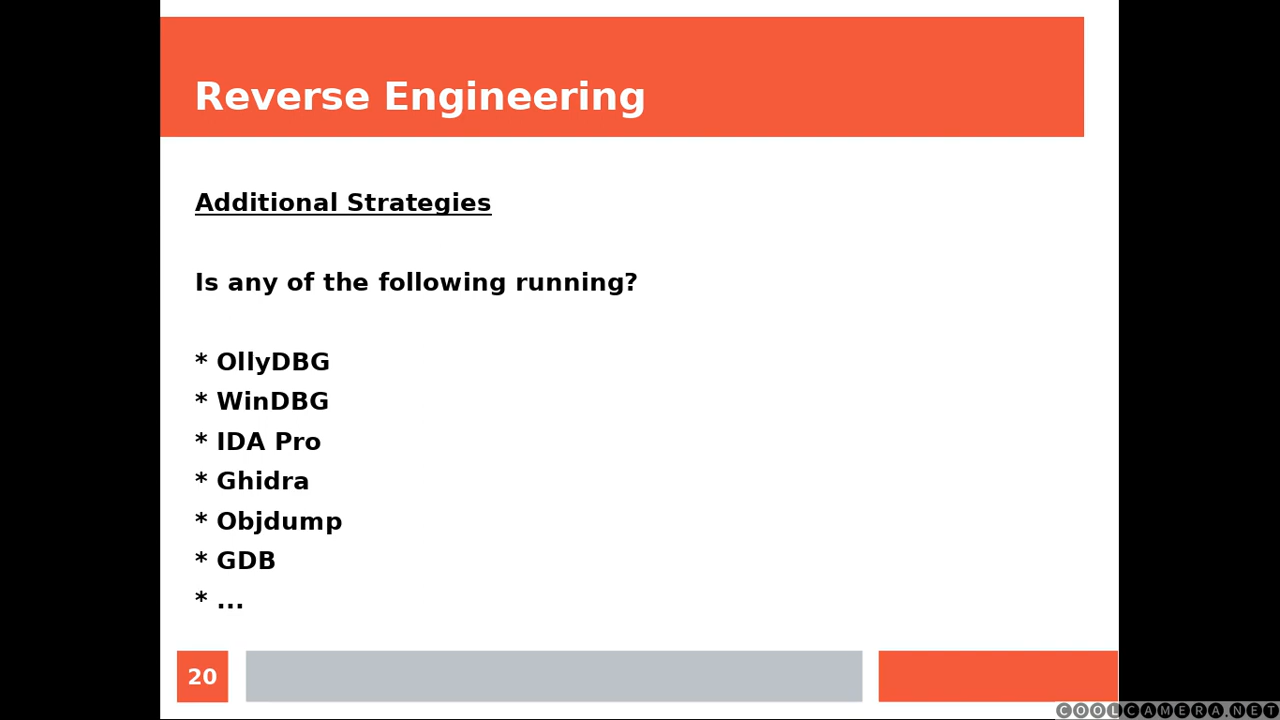 Reverse Engineering
Additional Strategies
Is any of the following running?
* OllyDBG
* WinDBG
* IDA Pro
* Ghidra
* Objdump
* GDB
* ...
20
COOLCAMERA.NET